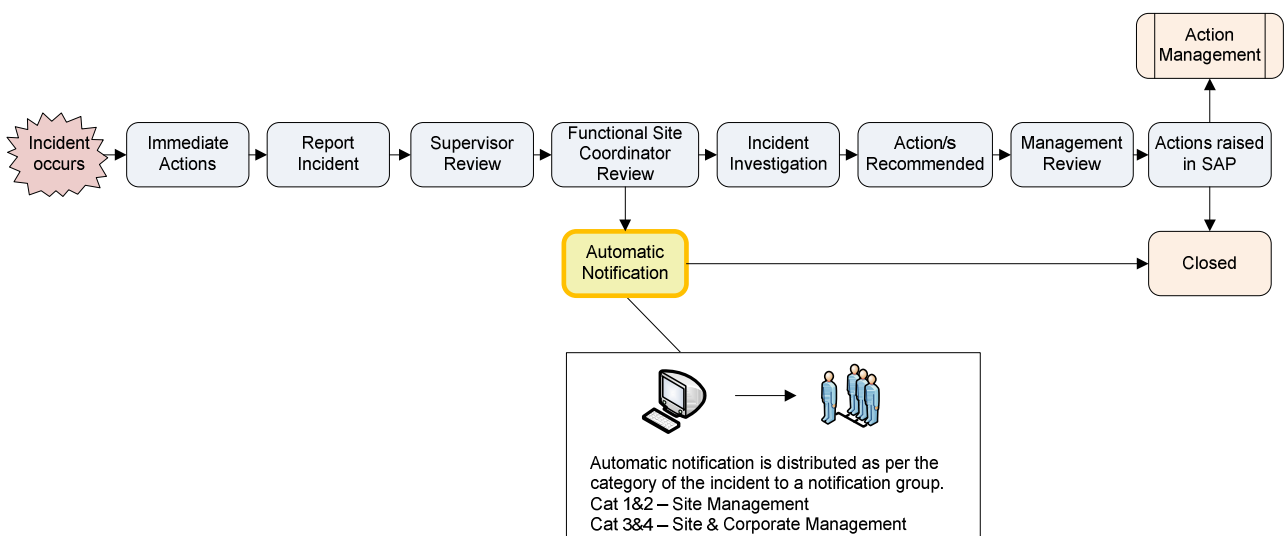 Action
Management
Incident
occurs
Immediate
Actions
Report
Incident
Supervisor
Review
Functional Site
Coordinator
Review
Incident
Investigation
Action/s
Recommended
Management
Review
Actions raised
in SAP
Automatic
Notification
Closed
Automatic notification is distributed as per the
category of the incident to a notification group.
Cat 1&2 – Site Management
Cat 3&4 – Site & Corporate Management